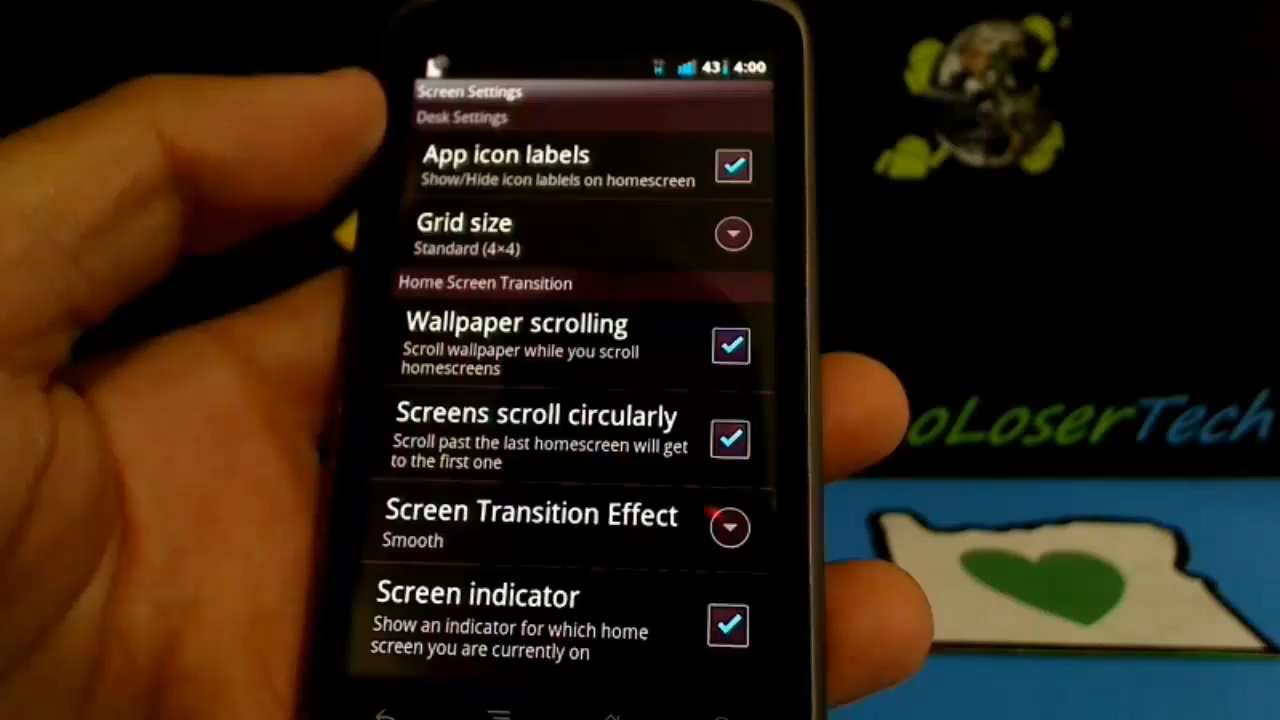 43 4:00
Screen Settings
Desk Settings
App icon labels
Show/Hide icon lablels on homescreen
Grid size
Standard (4×4)
Home Screen Transition
Wallpaper scrolling
Scroll wallpaper while you scroll
homescreens
Screens scroll circularly
Scroll past the last homescreen will get
to the first one
Screen Transition Effect
Smooth
Screen indicator
Show an indicator for which home
screen you are currently on
oLoserTech